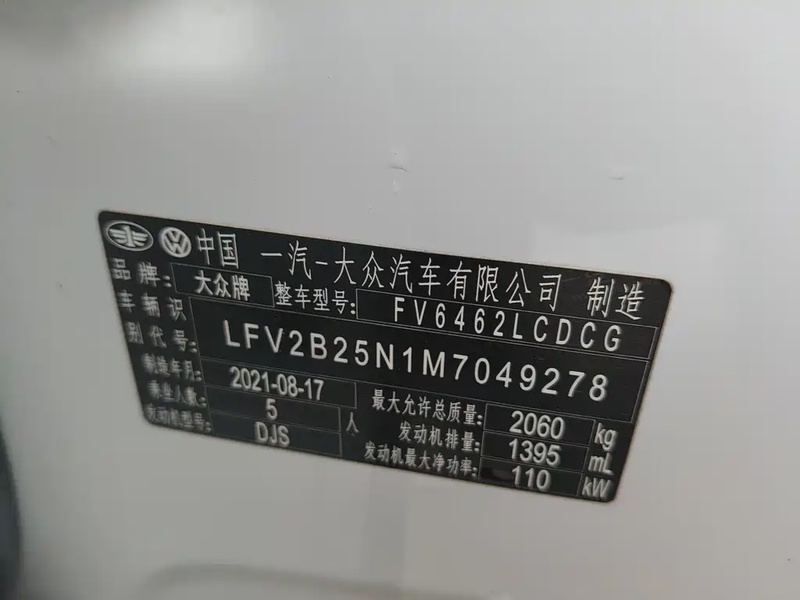 中国 一汽-大众汽车有限公司 制造
品牌: 大众牌 整车型号: FV6462LCDCG
车辆识别代号: LFV2B25N1M7049278
制造年月: 2021-08-17 最大允许总质量: 2060 kg
乘坐人数: 5 人 发动机排量: 1395 mL
发动机型号: DJS 发动机最大净功率: 110 kW